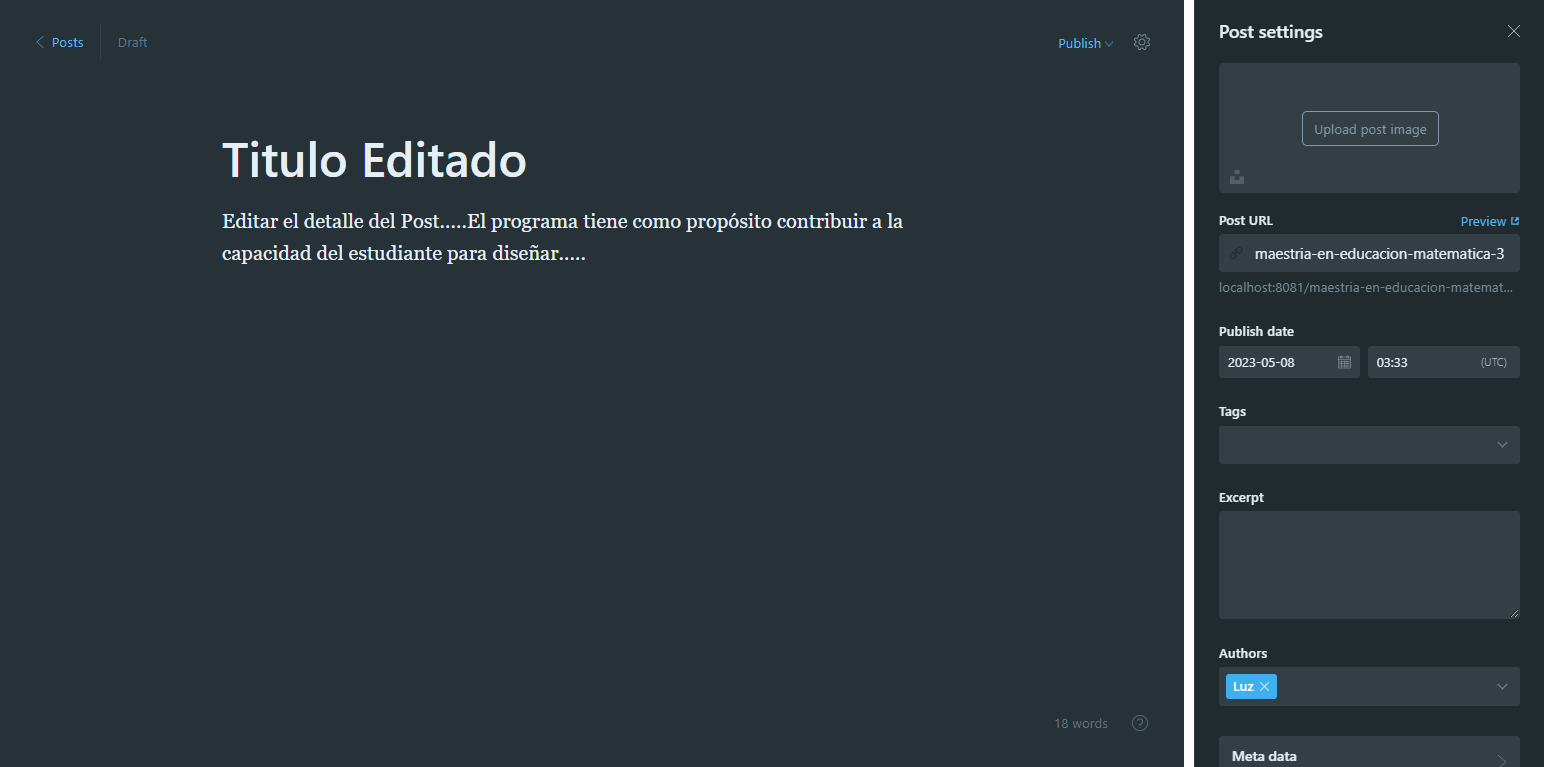 Posts
Draft
Publish
Titulo Editado
Editar el detalle del Post.....El programa tiene como propósito contribuir a la
capacidad del estudiante para diseñar.....
18 words
?
Post settings
Upload post image
Post URL
Preview
maestria-en-educacion-matematica-3
localhost:8081/maestria-en-educacion-matemat...
Publish date
2023-05-08
03:33 (UTC)
Tags
Excerpt
Authors
Luz
Meta data